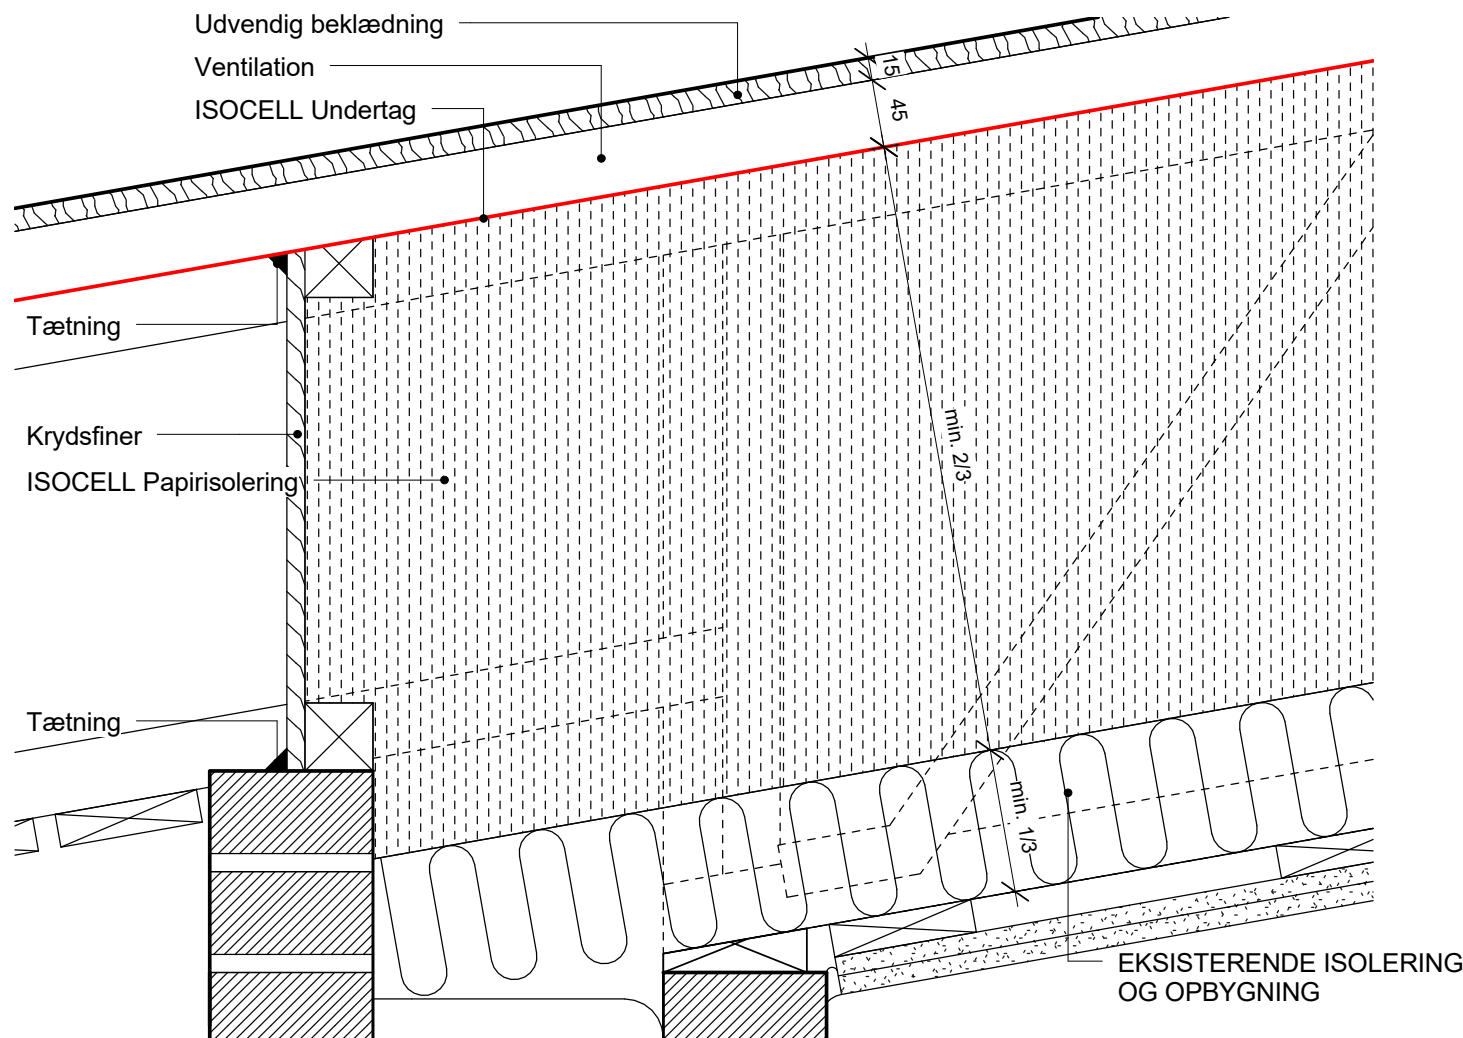 Udvendig beklædning
Ventilation
ISOCELL Undertag
15
45
Tætning
Krydsfiner
ISOCELL Papirisolering
min. 2/3
Tætning
min. 1/3
EKSISTERENDE ISOLERING
OG OPBYGNING